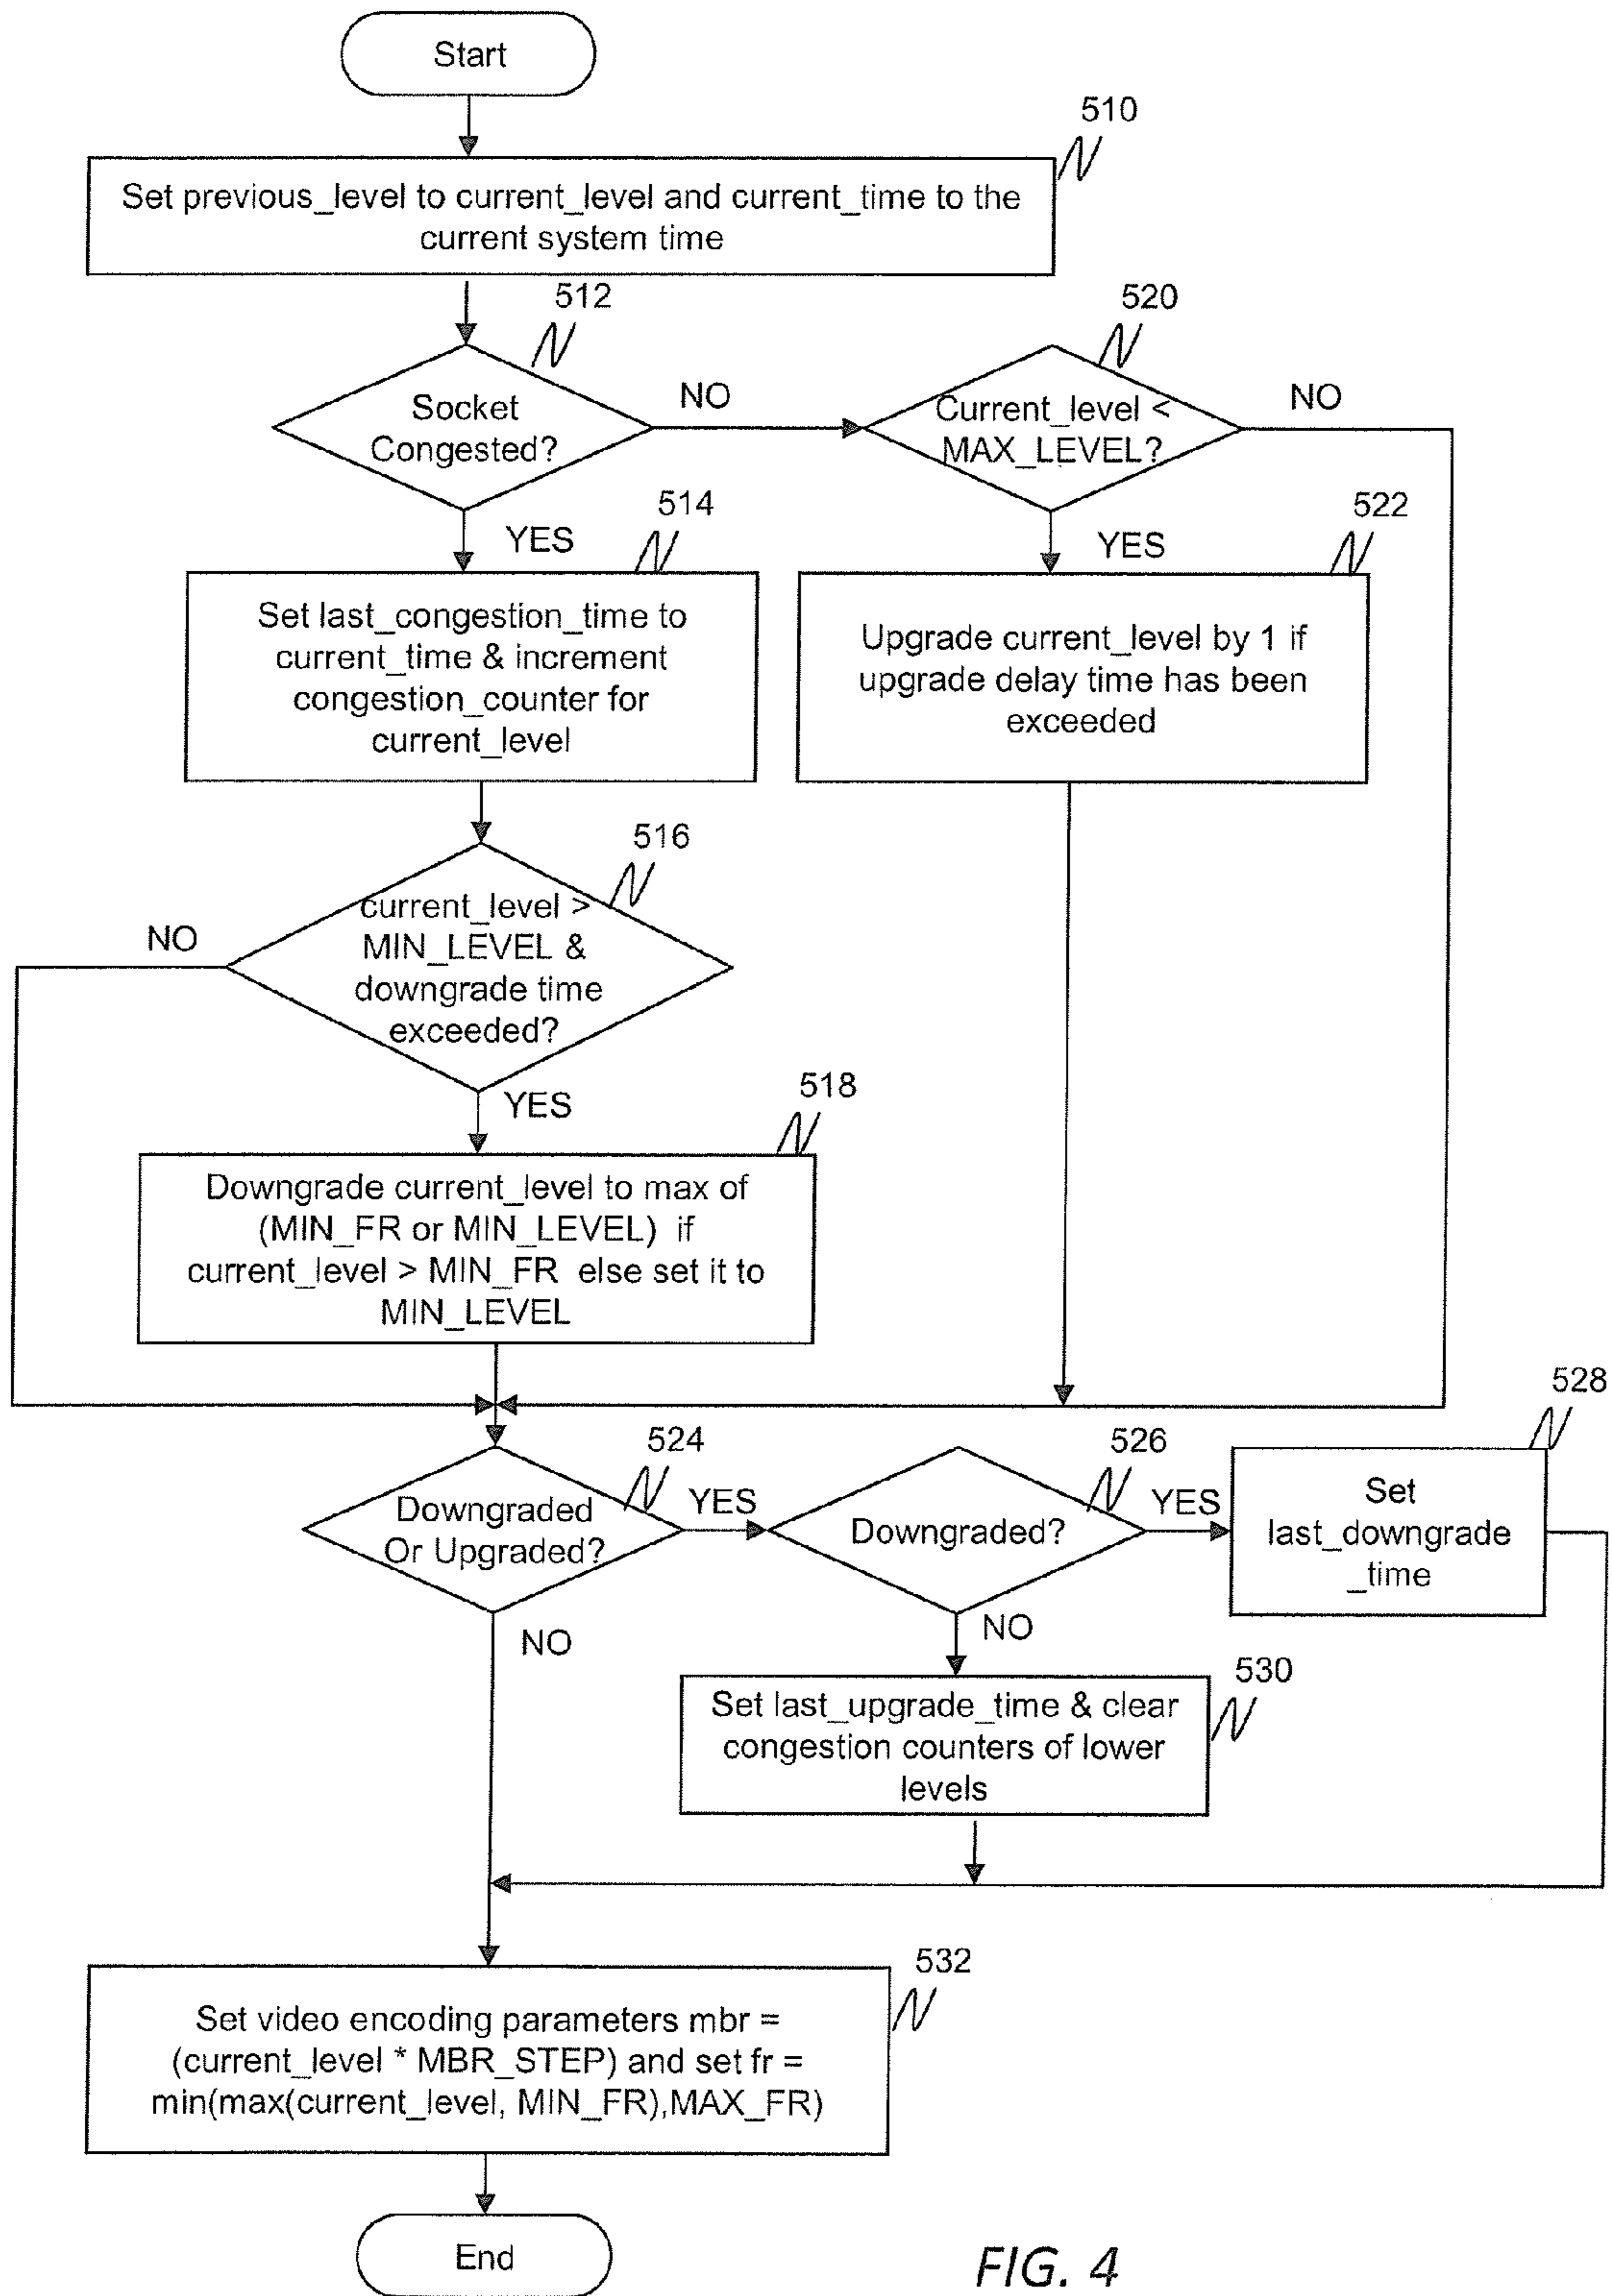 Start
510
Set previous_level to current_level and current_time to the
current system time
512
520
Socket
Congested?
NO
Current_level <
MAX_LEVEL?
NO
514
YES
522
YES
Set last_congestion_time to
current_time & increment
congestion_counter for
current_level
Upgrade current_level by 1 if
upgrade delay time has been
exceeded
516
NO
current_level >
MIN_LEVEL &
downgrade time
exceeded?
518
YES
Downgrade current_level to max of
(MIN_FR or MIN_LEVEL) if
current_level > MIN_FR else set it to
MIN_LEVEL
528
524
526
Downgraded
Or Upgraded?
YES
Downgraded?
YES
Set
last_downgrade
_time
NO
NO
530
Set last_upgrade_time & clear
congestion counters of lower
levels
532
Set video encoding parameters mbr =
(current_level * MBR_STEP) and set fr =
min(max(current_level, MIN_FR),MAX_FR)
End
FIG. 4